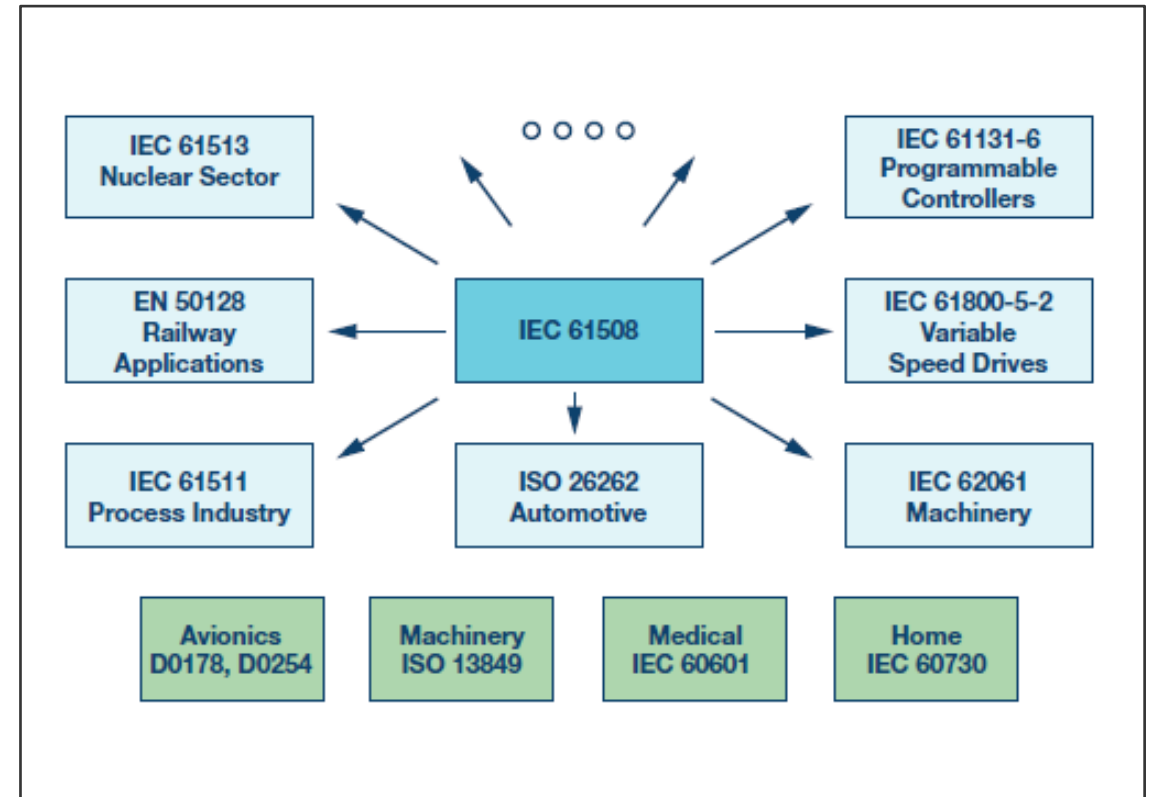 IEC 61513
Nuclear Sector
IEC 61131-6
Programmable
Controllers
EN 50128
Railway
Applications
IEC 61508
IEC 61800-5-2
Variable
Speed Drives
IEC 61511
Process Industry
ISO 26262
Automotive
IEC 62061
Machinery
Avionics
D0178, D0254
Machinery
ISO 13849
Medical
IEC 60601
Home
IEC 60730